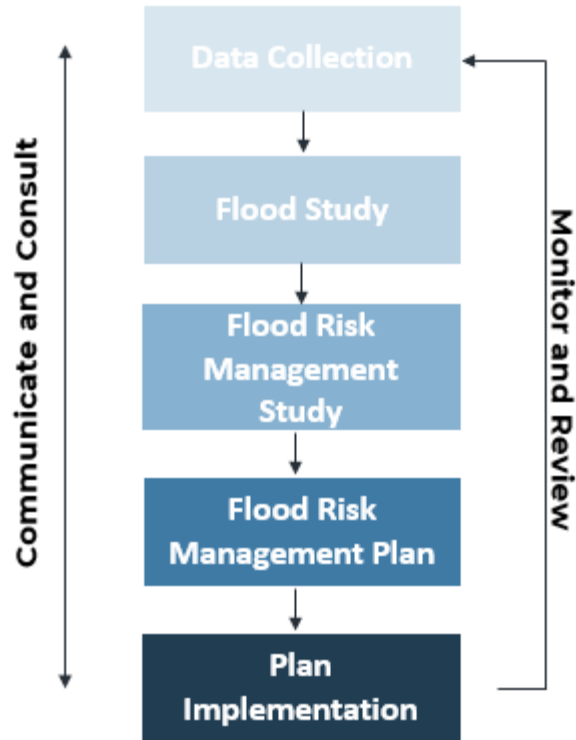 Data Collection
Flood Study
Flood Risk
Management
Study
Flood Risk
Management Plan
Plan
Implementation
Communicate and Consult
Monitor and Review